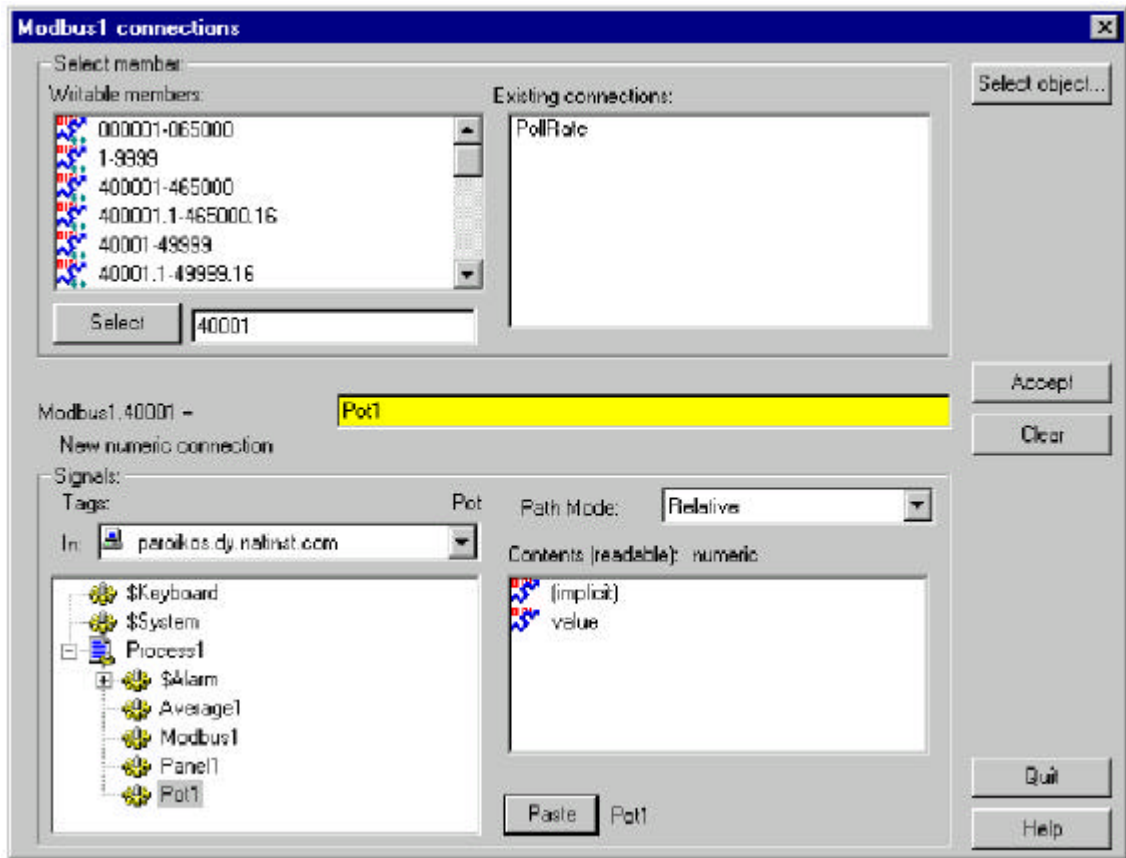 Modbus1 connections
Select member:
Writable members:
000001-065000
1-9999
400001-465000
400001.1-465000.16
40001-49999
40001.1-49999.16
Select
40001
Existing connections:
PollRate
Select object...
Accept
Clear
Modbus1.40001 =
Pot1
New numeric connection
Signals:
Tags:
Pot
In:
paroikos.dy.natinst.com
$Keyboard
$System
Process1
$Alarm
Average1
Modbus1
Panel1
Pot1
Path Mode:
Relative
Contents (readable): numeric
(implicit)
value
Paste
Pot1
Quit
Help